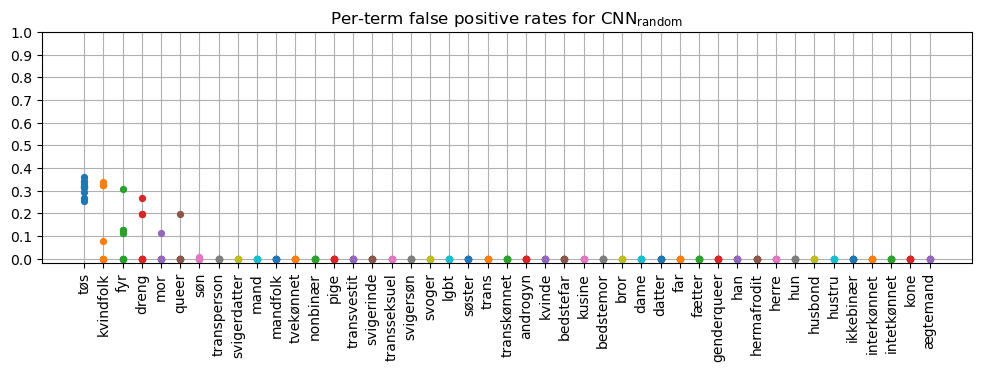 Per-term false positive rates for CNN_random
1.0
0.9
0.8
0.7
0.6
0.5
0.4
0.3
0.2
0.1
0.0
tøs
kvindfolk
fyr
dreng
mor
queer
søn
transperson
svigerdatter
mand
mandfolk
tvekønnet
nonbinær
pige
transvestit
svigerinde
transseksuel
svigersøn
svoger
lgbt
søster
trans
transkønnet
androgyn
kvinde
bedstefar
kusine
bedstemor
bror
dame
datter
far
fætter
genderqueer
han
hermafrodit
herre
hun
husbond
hustru
ikkebinær
interkønnet
intetkønnet
kone
ægtemand